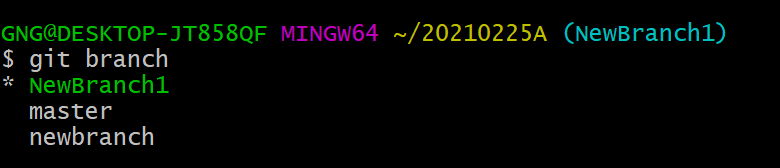 GNG@DESKTOP-JT858QF MINGW64 ~/20210225A (NewBranch1)
$ git branch
* NewBranch1
  master
  newbranch